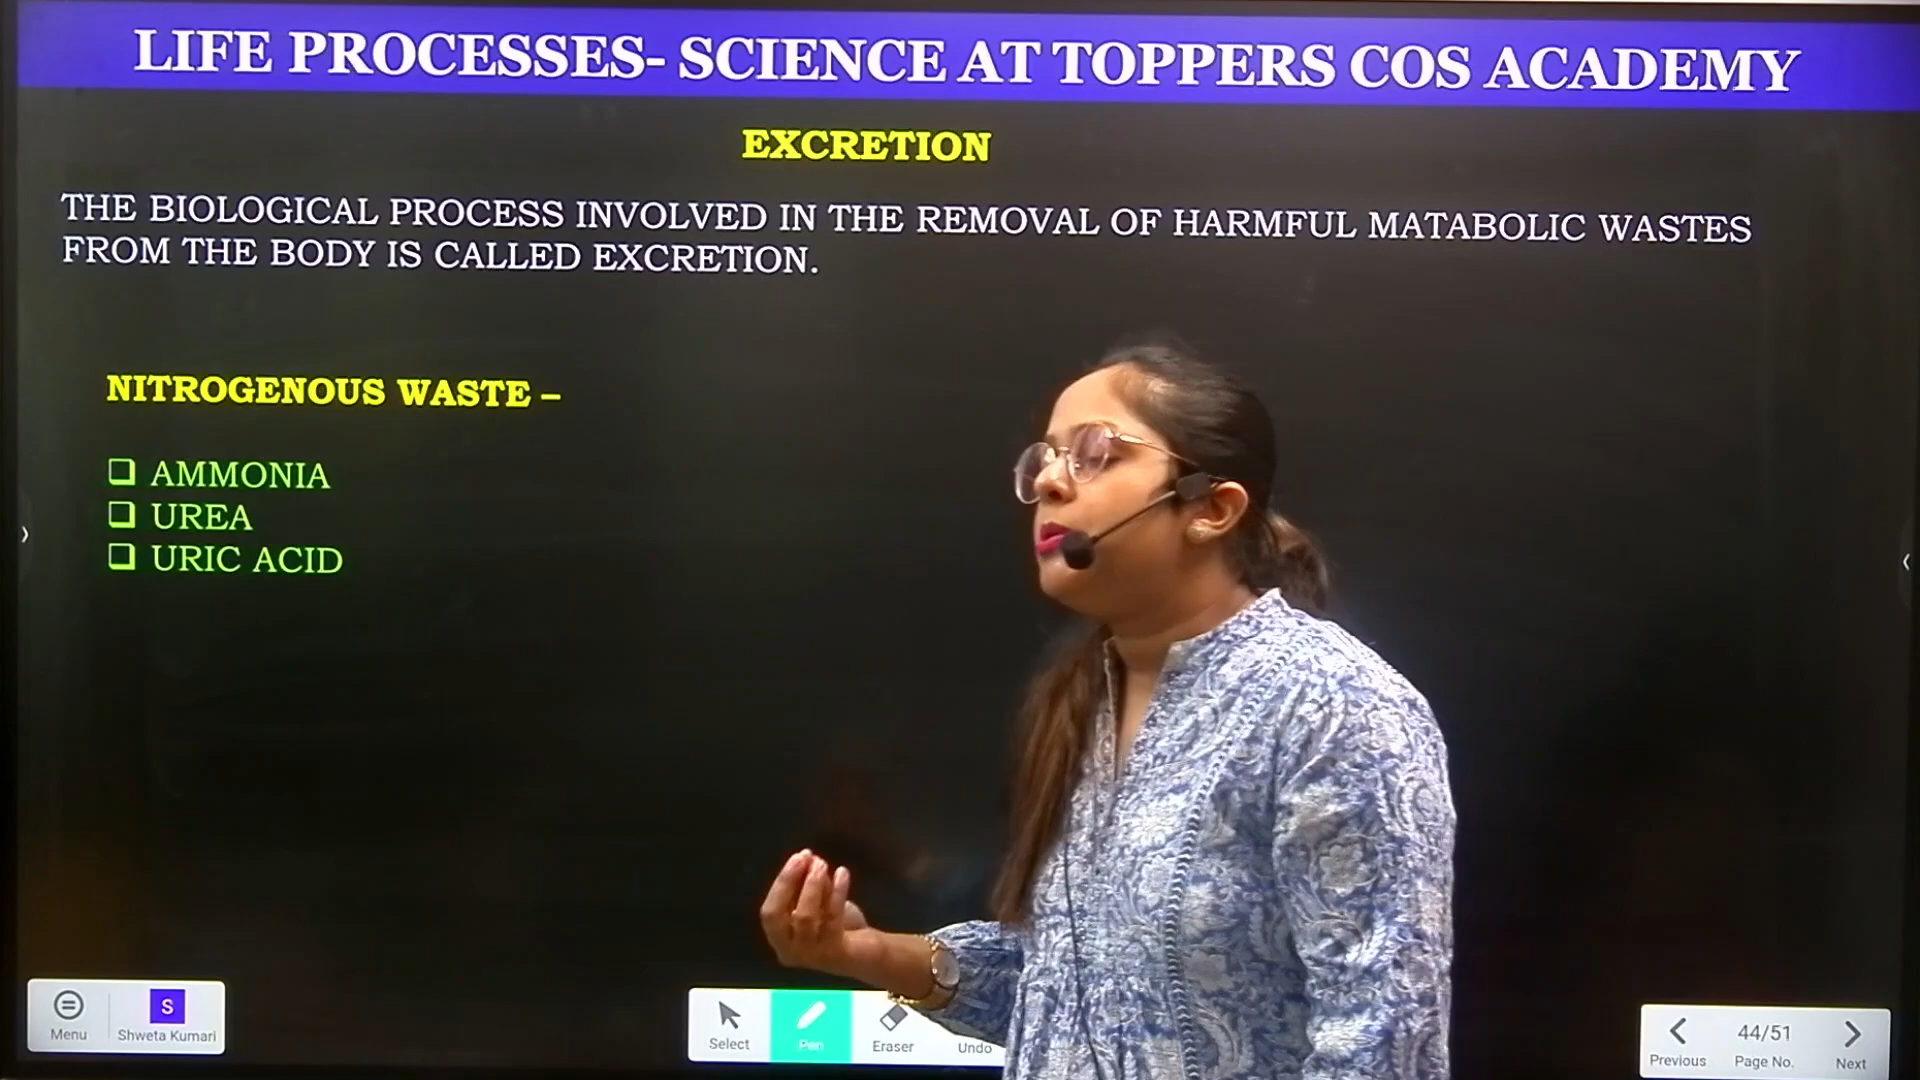 LIFE PROCESSES- SCIENCE AT TOPPERS COS ACADEMY
EXCRETION
THE BIOLOGICAL PROCESS INVOLVED IN THE REMOVAL OF HARMFUL MATABOLIC WASTES
FROM THE BODY IS CALLED EXCRETION.
NITROGENOUS WASTE –
❑ AMMONIA
❑ UREA
❑ URIC ACID
S
Menu
Shweta Kumari
Select
Pen
Eraser
Undo
44/51
Previous
Page No.
Next